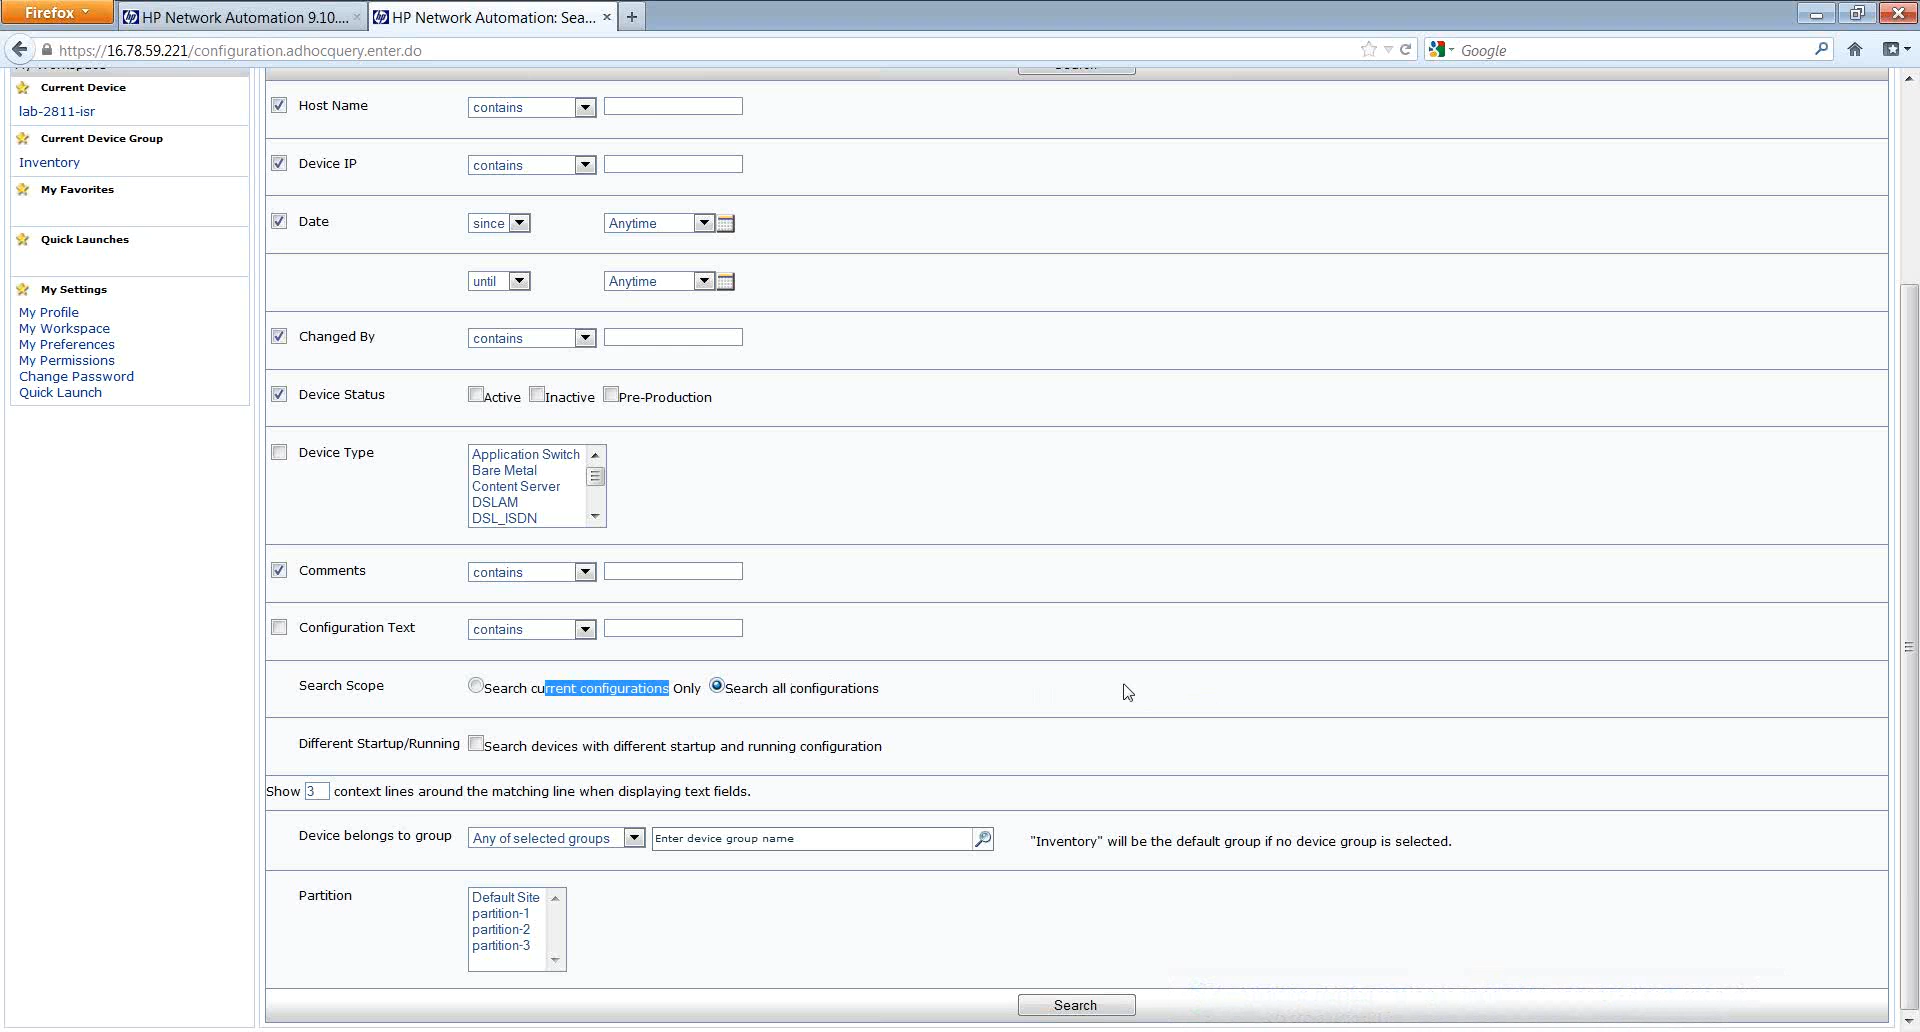 Firefox
HP Network Automation 9.10....
HP Network Automation: Sea...
https://16.78.59.221/configuration.adhocquery.enter.do
Google
My Workspace
Search
Current Device
lab-2811-isr
Current Device Group
Inventory
My Favorites
Quick Launches
My Settings
My Profile
My Workspace
My Preferences
My Permissions
Change Password
Quick Launch
Host Name contains
Device IP contains
Date since Anytime
until Anytime
Changed By contains
Device Status Active Inactive Pre-Production
Device Type
Application Switch
Bare Metal
Content Server
DSLAM
DSL_ISDN
Comments contains
Configuration Text contains
Search Scope Search current configurations Only Search all configurations
Different Startup/Running Search devices with different startup and running configuration
Show 3 context lines around the matching line when displaying text fields.
Device belongs to group Any of selected groups Enter device group name "Inventory" will be the default group if no device group is selected.
Partition
Default Site
partition-1
partition-2
partition-3
Search